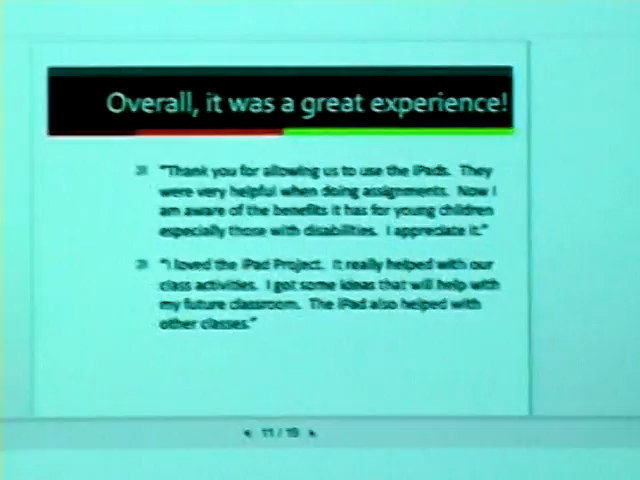 Overall, it was a great experience!
"Thank you for allowing us to use the iPads. They
were very helpful when doing assignments. Now I
am aware of the benefits it has for young children
especially those with disabilities. I appreciate it."
"I loved the iPad Project. It really helped with our
class activities. I got some ideas that will help with
my future classroom. The iPad also helped with
other classes."
11 / 19